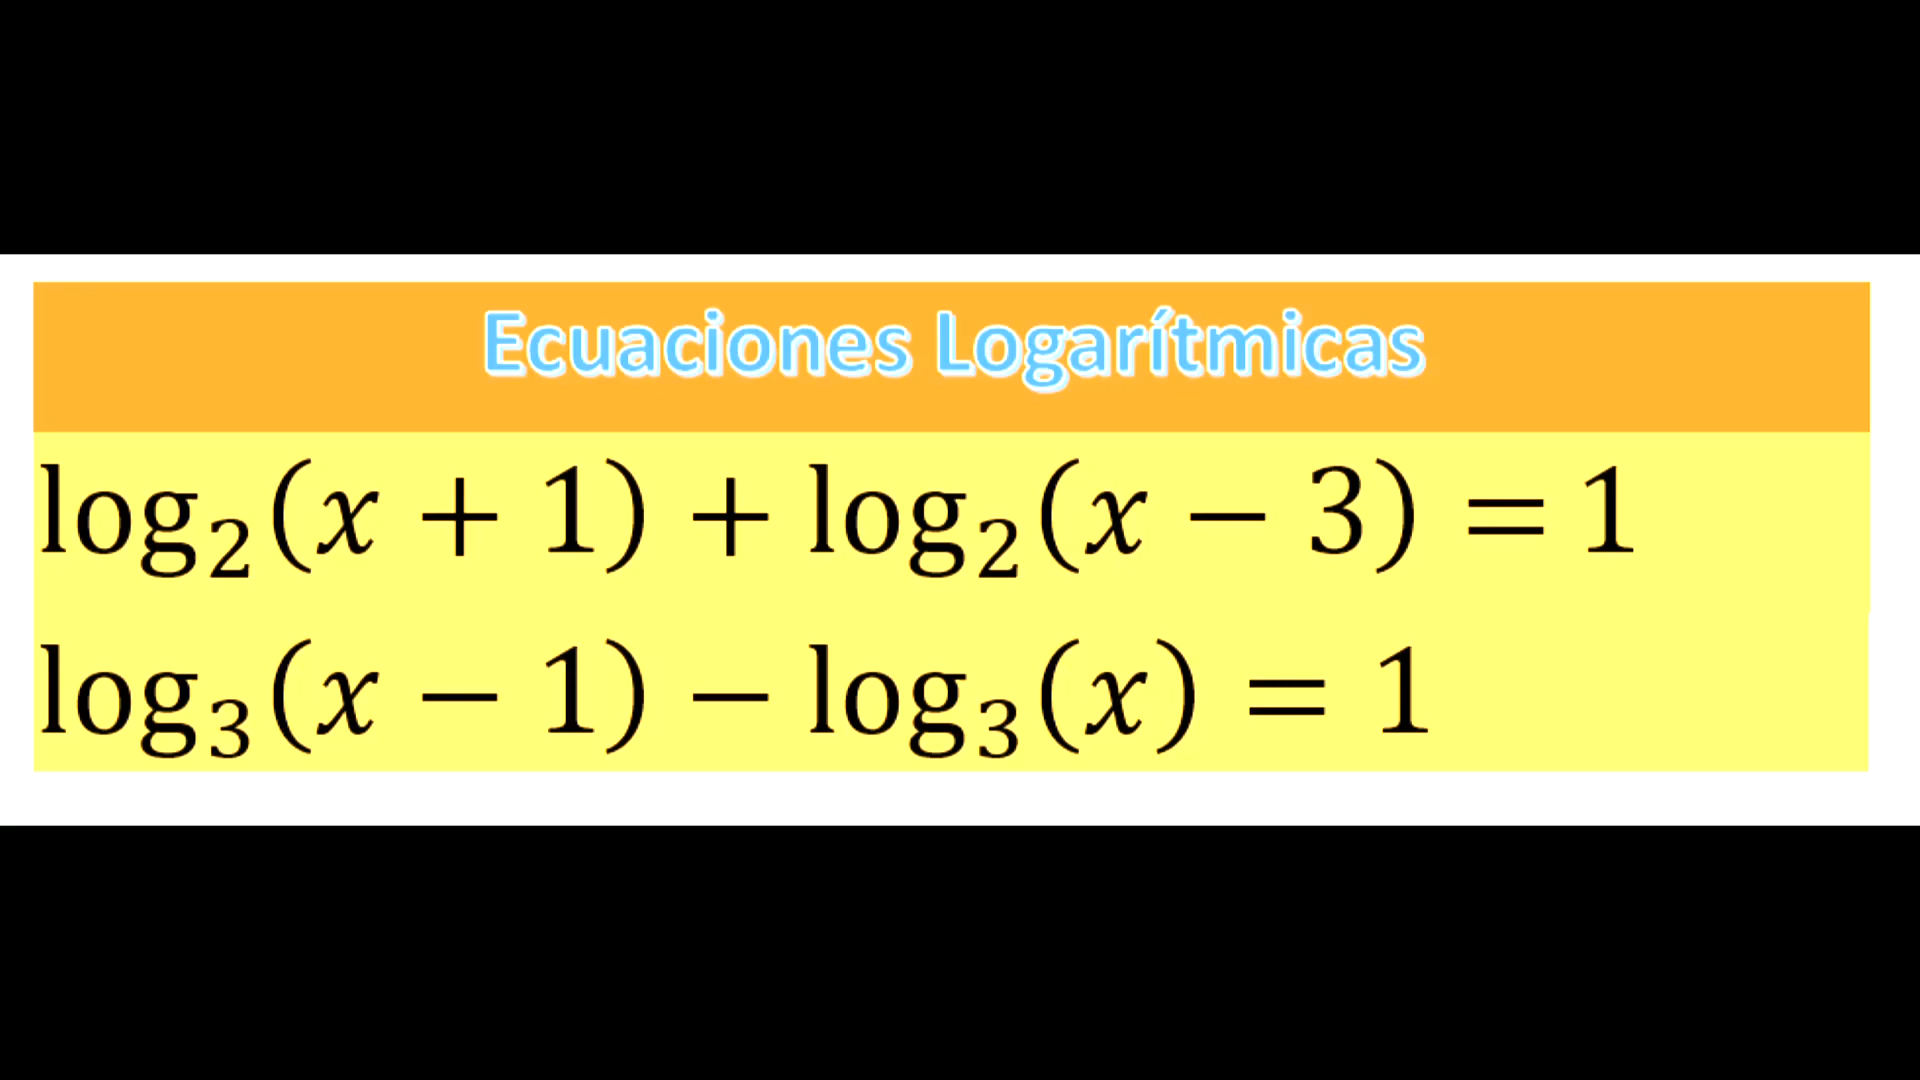 Ecuaciones Logarítmicas
log₂(x + 1) + log₂(x − 3) = 1
log₃(x − 1) − log₃(x) = 1